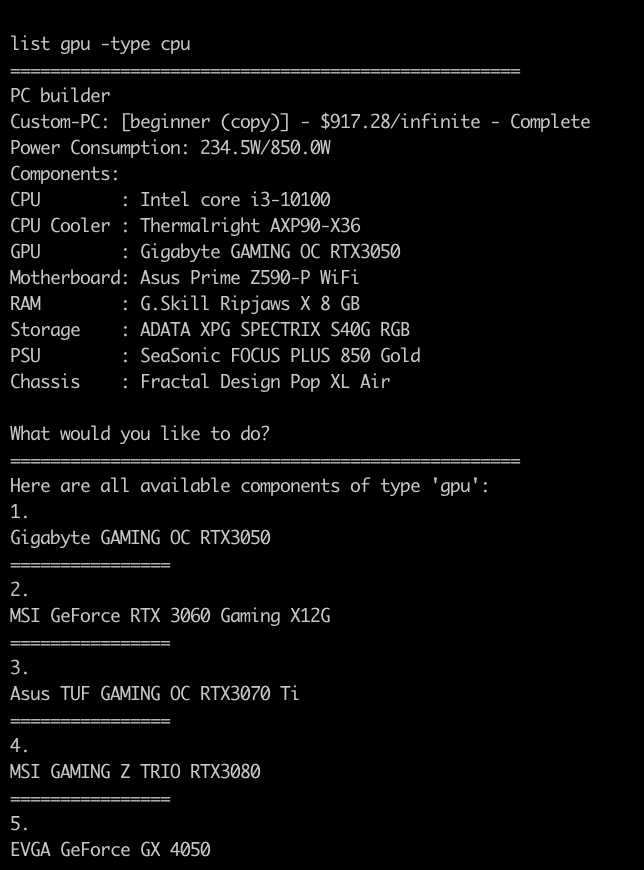 list gpu -type cpu
===================================================
PC builder
Custom-PC: [beginner (copy)] - $917.28/infinite - Complete
Power Consumption: 234.5W/850.0W
Components:
CPU        : Intel core i3-10100
CPU Cooler : Thermalright AXP90-X36
GPU        : Gigabyte GAMING OC RTX3050
Motherboard: Asus Prime Z590-P WiFi
RAM        : G.Skill Ripjaws X 8 GB
Storage    : ADATA XPG SPECTRIX S40G RGB
PSU        : SeaSonic FOCUS PLUS 850 Gold
Chassis    : Fractal Design Pop XL Air
What would you like to do?
===================================================
Here are all available components of type 'gpu':
1.
Gigabyte GAMING OC RTX3050
================
2.
MSI GeForce RTX 3060 Gaming X12G
================
3.
Asus TUF GAMING OC RTX3070 Ti
================
4.
MSI GAMING Z TRIO RTX3080
================
5.
EVGA GeForce GX 4050